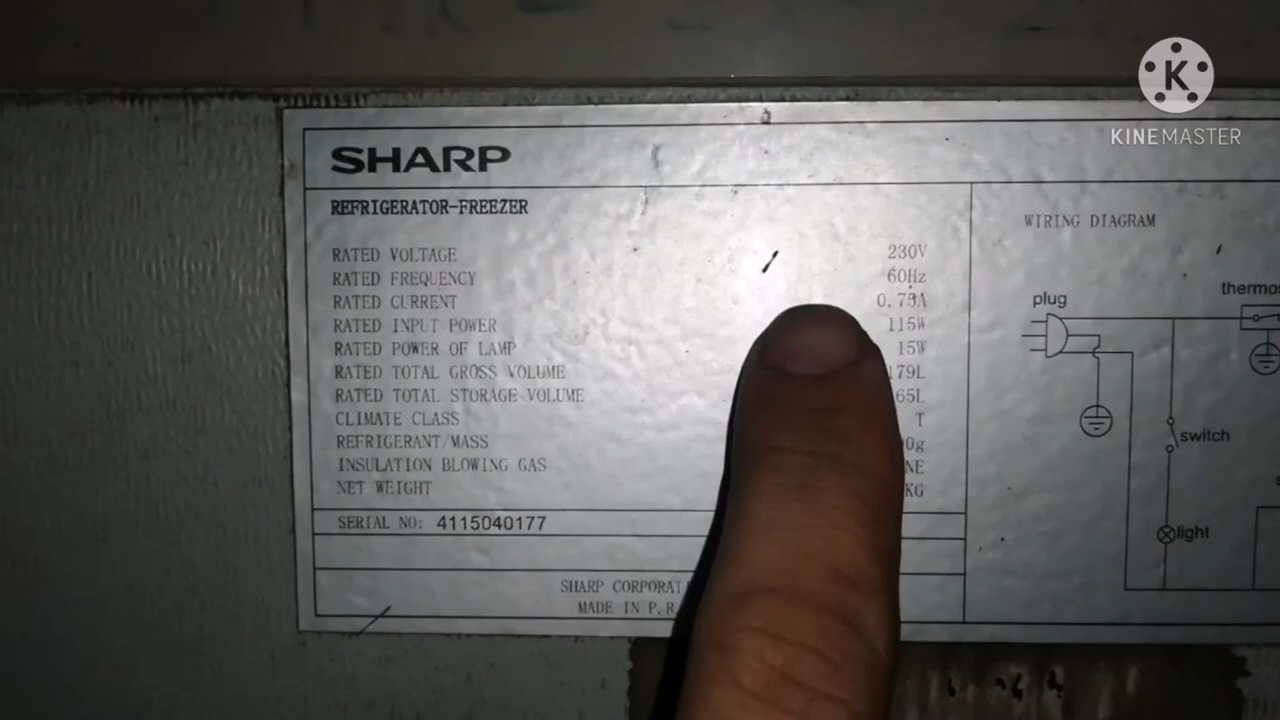 KINEMASTER
SHARP
REFRIGERATOR-FREEZER
RATED VOLTAGE 230V
RATED FREQUENCY 60Hz
RATED CURRENT
RATED INPUT POWER 115W
RATED POWER OF LAMP 15W
RATED TOTAL GROSS VOLUME
RATED TOTAL STORAGE VOLUME
CLIMATE CLASS T
REFRIGERANT/MASS
INSULATION BLOWING GAS
NET WEIGHT KG
SERIAL NO: 4115040177
SHARP
MADE IN P.R.
WIRING DIAGRAM
plug
switch
light